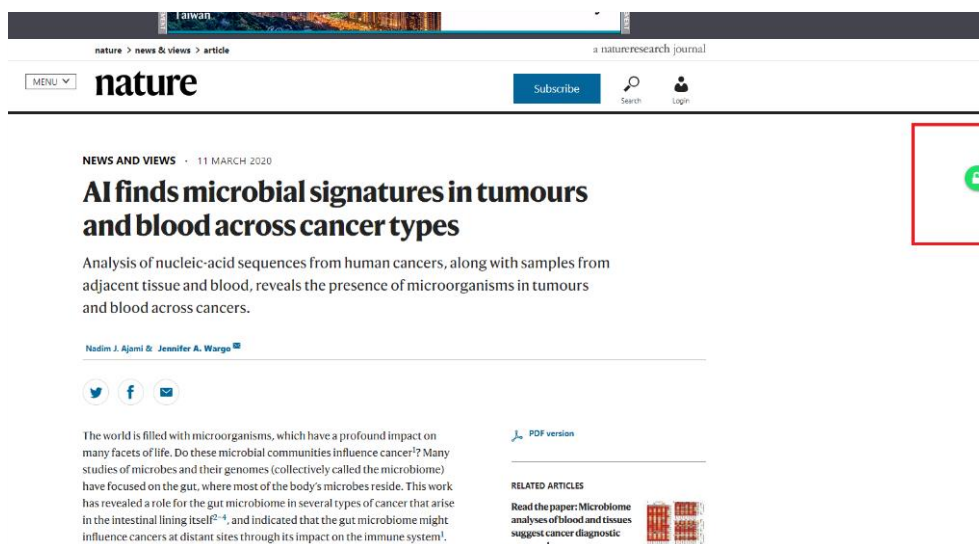 Taiwan
nature > news & views > article
a natureresearch journal
MENU
nature
Subscribe
Search
Login
NEWS AND VIEWS · 11 MARCH 2020
AI finds microbial signatures in tumours
and blood across cancer types
Analysis of nucleic-acid sequences from human cancers, along with samples from
adjacent tissue and blood, reveals the presence of microorganisms in tumours
and blood across cancers.
Nadim J. Ajami & Jennifer A. Wargo
The world is filled with microorganisms, which have a profound impact on
many facets of life. Do these microbial communities influence cancer¹? Many
studies of microbes and their genomes (collectively called the microbiome)
have focused on the gut, where most of the body's microbes reside. This work
has revealed a role for the gut microbiome in several types of cancer that arise
in the intestinal lining itself²⁻⁴, and indicated that the gut microbiome might
influence cancers at distant sites through its impact on the immune system¹.
PDF version
RELATED ARTICLES
Read the paper: Microbiome
analyses of blood and tissues
suggest cancer diagnostic